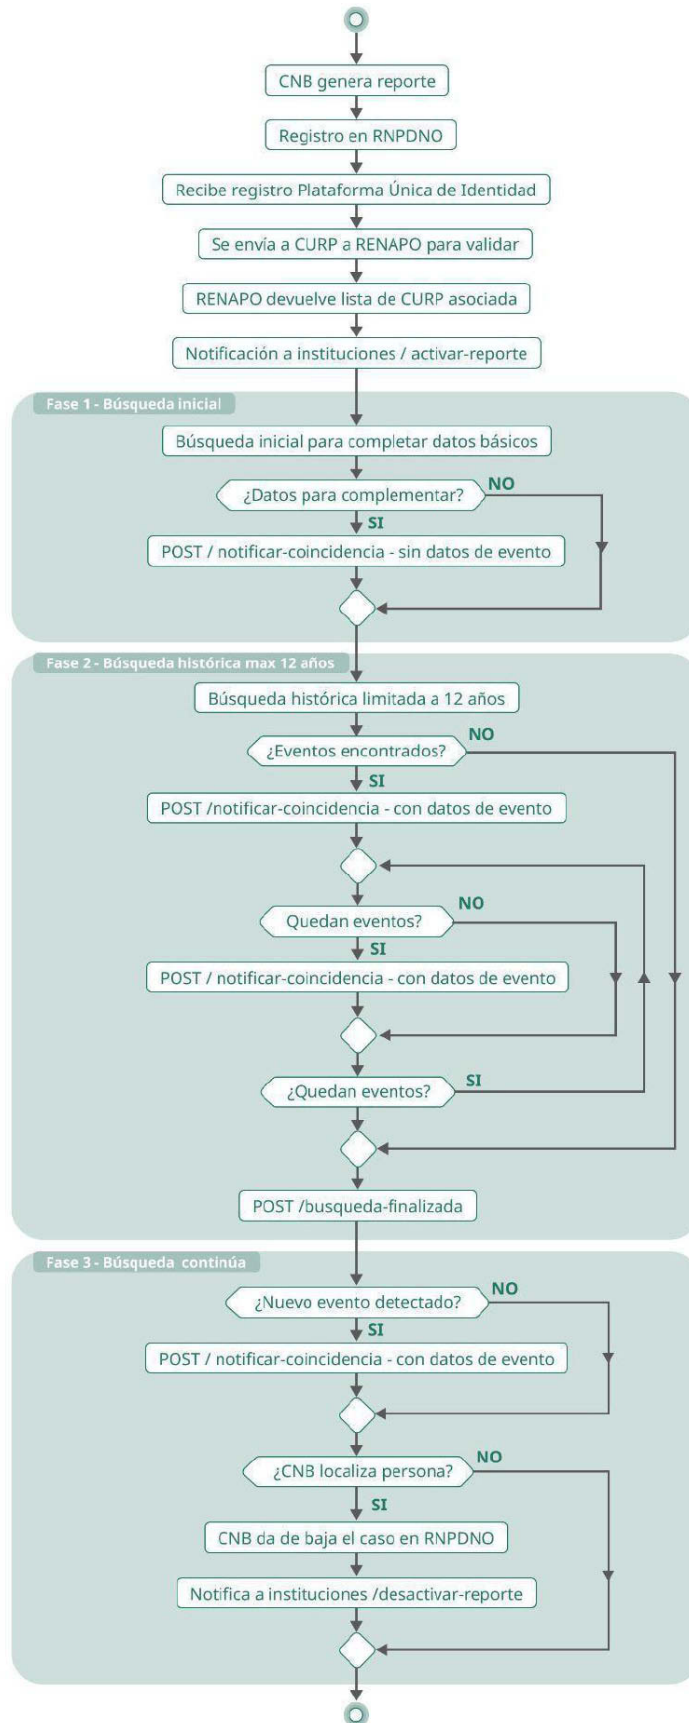 CNB genera reporte
Registro en RNPDNO
Recibe registro Plataforma Única de Identidad
Se envía a CURP a RENAPO para validar
RENAPO devuelve lista de CURP asociada
Notificación a instituciones / activar-reporte
Fase 1 - Búsqueda inicial
Búsqueda inicial para completar datos básicos
¿Datos para complementar?
NO
SI
POST / notificar-coincidencia - sin datos de evento
Fase 2 - Búsqueda histórica max 12 años
Búsqueda histórica limitada a 12 años
¿Eventos encontrados?
NO
SI
POST /notificar-coincidencia - con datos de evento
Quedan eventos?
NO
SI
POST / notificar-coincidencia - con datos de evento
¿Quedan eventos?
SI
POST /busqueda-finalizada
Fase 3 - Búsqueda continúa
¿Nuevo evento detectado?
NO
SI
POST / notificar-coincidencia - con datos de evento
¿CNB localiza persona?
NO
SI
CNB da de baja el caso en RNPDNO
Notifica a instituciones /desactivar-reporte